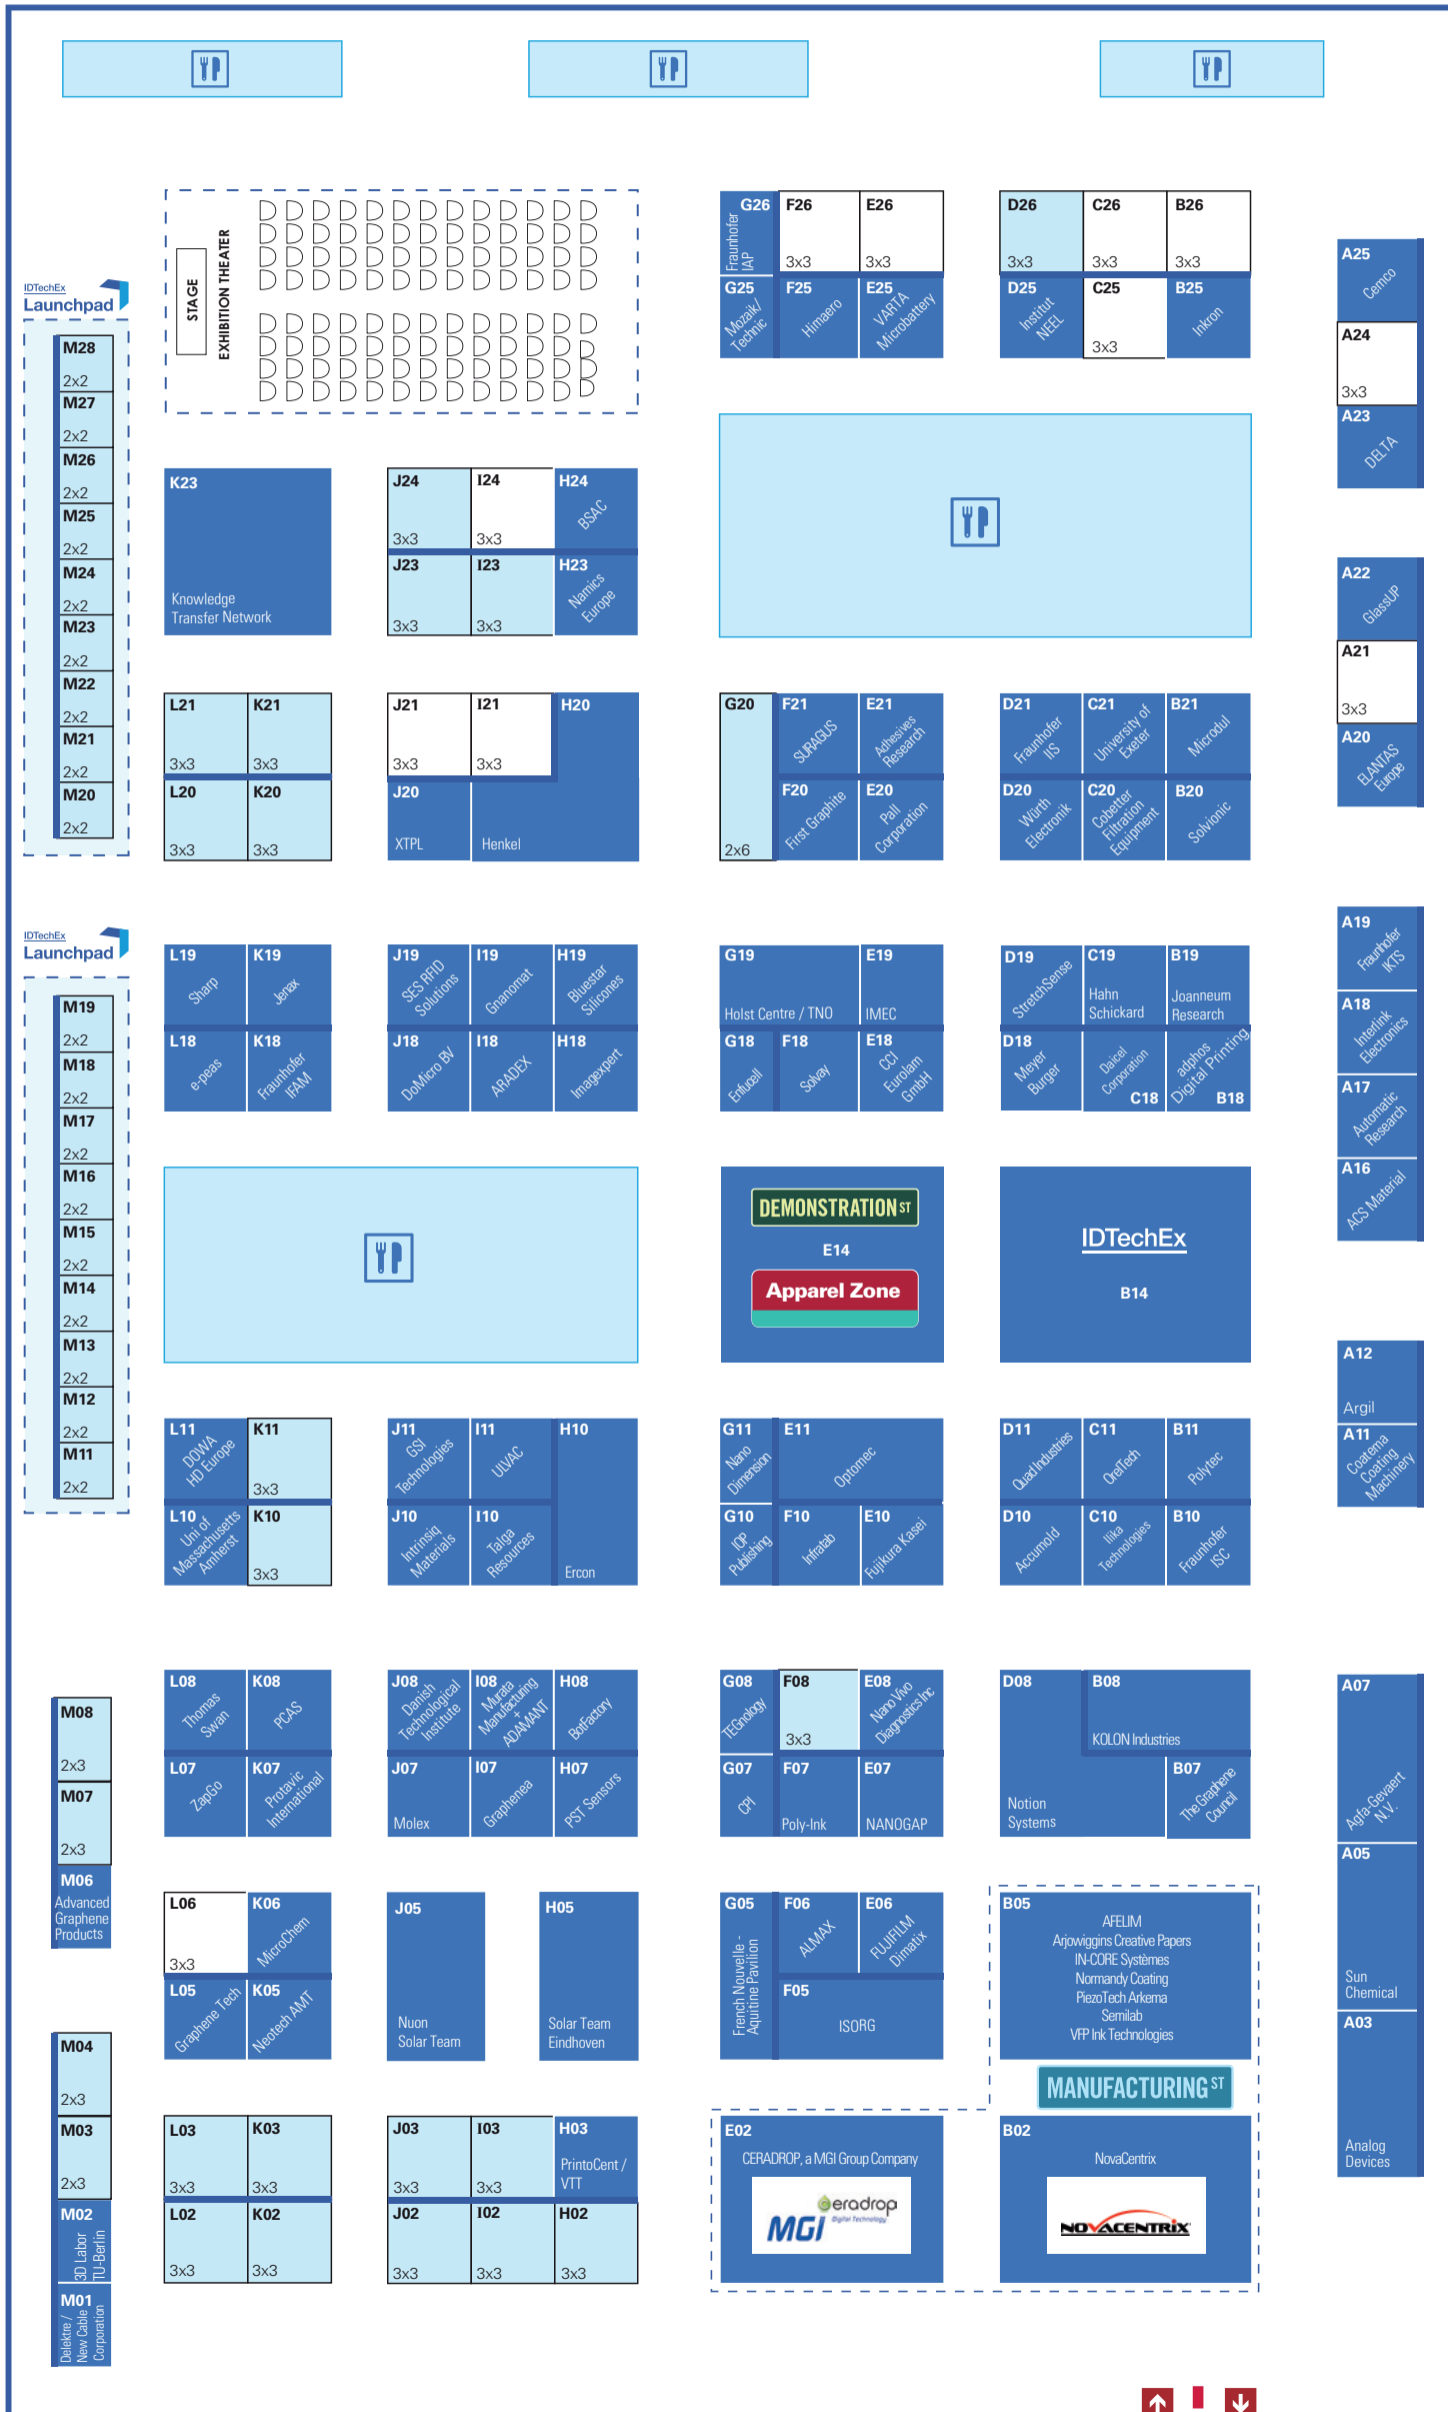 G26
Fraunhofer
IAP
F26
3x3
E26
3x3
D26
3x3
C26
3x3
B26
3x3
G25
Mozaik/
Technic
F25
Himaero
E25
VARTA
Microbattery
D25
Institut
NEEL
C25
3x3
B25
Inkron
A25
Cemco
A24
3x3
A23
DELTA
STAGE
EXHIBITION THEATER
IDTechEx
Launchpad
M28
2x2
M27
2x2
M26
2x2
M25
2x2
M24
2x2
M23
2x2
M22
2x2
M21
2x2
M20
2x2
K23
Knowledge
Transfer Network
J24
3x3
I24
3x3
H24
BSAC
J23
3x3
I23
3x3
H23
Namics
Europe
A22
GlassUP
A21
3x3
A20
ELANTAS
Europe
L21
3x3
K21
3x3
L20
3x3
K20
3x3
J21
3x3
I21
3x3
H20
Henkel
J20
XTPL
G20
2x6
F21
SURAGUS
E21
Adhesives
Research
F20
First Graphite
E20
Pall
Corporation
D21
Fraunhofer
IIS
C21
University of
Exeter
B21
Microdul
D20
Würth
Electronik
C20
Cobetter
Filtration
Equipment
B20
Solvionic
IDTechEx
Launchpad
M19
2x2
M18
2x2
M17
2x2
M16
2x2
M15
2x2
M14
2x2
M13
2x2
M12
2x2
M11
2x2
L19
Sharp
K19
Jenax
L18
e-peas
K18
Fraunhofer
IFAM
J19
SES RFID
Solutions
I19
Gnanomat
H19
Bluestar
Silicones
J18
DoMicro BV
I18
ARADEX
H18
Imagexpert
G19
Holst Centre / TNO
E19
IMEC
G18
Enfucell
F18
Solvay
E18
CCI
Eurolam
GmbH
D19
StretchSense
C19
Hahn
Schickard
B19
Joanneum
Research
D18
Meyer
Burger
Daicel
Corporation
C18
adphos
Digital Printing
B18
A19
Fraunhofer
IKTS
A18
Interlink
Electronics
A17
Automatic
Research
A16
ACS Material
DEMONSTRATION ST
E14
Apparel Zone
IDTechEx
B14
A12
Argil
A11
Coatema
Coating
Machinery
L11
DOWA
HD Europe
K11
3x3
L10
Uni of
Massachusetts
Amherst
K10
3x3
J11
GSI
Technologies
I11
ULVAC
H10
Ercon
J10
Intrinsiq
Materials
I10
Talga
Resources
G11
Nano
Dimension
E11
Optomec
G10
IOP
Publishing
F10
Infratab
E10
Fujikura Kasei
D11
Quad Industries
C11
OrelTech
B11
Polytec
D10
Accumold
C10
Ilika
Technologies
B10
Fraunhofer
ISC
M08
2x3
M07
2x3
M06
Advanced
Graphene
Products
L08
Thomas
Swan
K08
PCAS
L07
ZapGo
K07
Protavic
International
J08
Danish
Technological
Institute
I08
Murata
Manufacturing
+
ADAMANT
H08
BotFactory
J07
Molex
I07
Graphenea
H07
PST Sensors
G08
TEGnology
F08
3x3
E08
Nano Vivo
Diagnostics Inc
G07
CPI
F07
Poly-Ink
E07
NANOGAP
D08
Notion
Systems
B08
KOLON Industries
B07
The Graphene
Council
A07
Agfa-Gevaert
N.V.
A05
Sun
Chemical
A03
Analog
Devices
L06
3x3
K06
MicroChem
L05
Graphene Tech
K05
Neotech AMT
J05
Nuon
Solar Team
H05
Solar Team
Eindhoven
G05
French Nouvelle -
Aquitine Pavilion
F06
ALMAX
E06
FUJIFILM
Dimatix
F05
ISORG
B05
AFELIM
Arjowiggins Creative Papers
IN-CORE Systèmes
Normandy Coating
PiezoTech Arkema
Semilab
VFP Ink Technologies
MANUFACTURING ST
M04
2x3
M03
2x3
M02
3D Labor
TU-Berlin
M01
Delektre /
New Cable
Corporation
L03
3x3
K03
3x3
L02
3x3
K02
3x3
J03
3x3
I03
3x3
H03
PrintoCent /
VTT
J02
3x3
I02
3x3
H02
3x3
E02
CERADROP, a MGI Group Company
MGI
Ceradrop
Digital Technology
B02
NovaCentrix
NOVACENTRIX